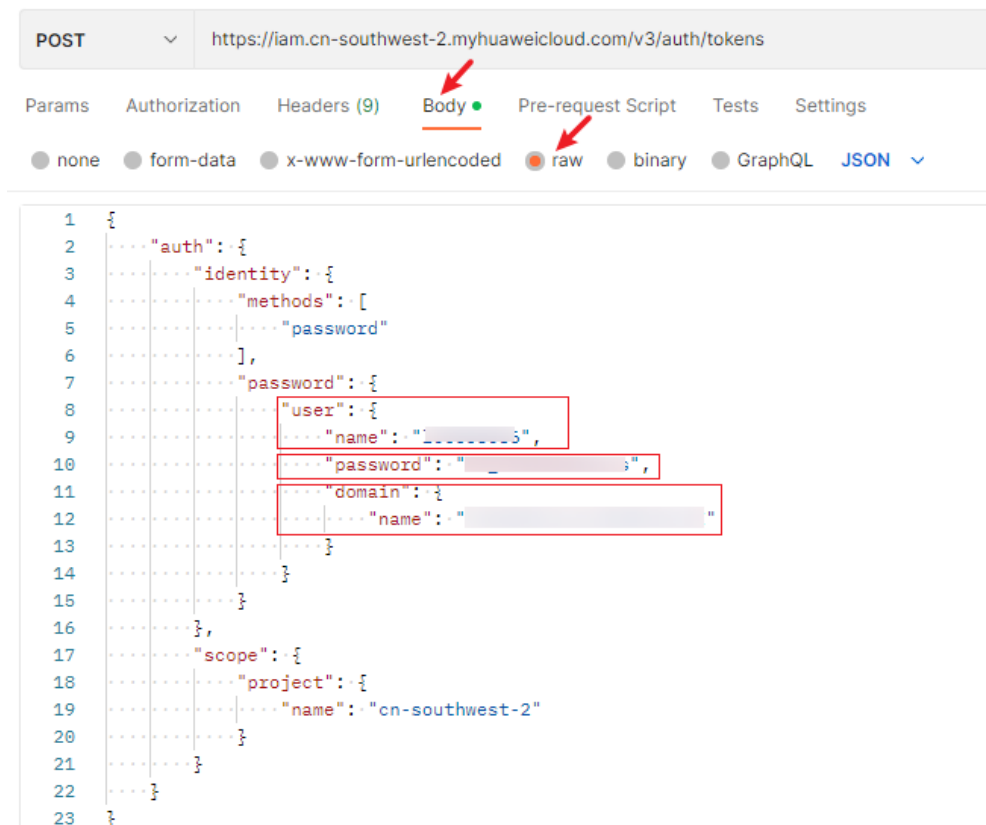 POST https://iam.cn-southwest-2.myhuaweicloud.com/v3/auth/tokens
Params Authorization Headers (9) Body Pre-request Script Tests Settings
none form-data x-www-form-urlencoded raw binary GraphQL JSON
1 {
2 "auth": {
3 "identity": {
4 "methods": [
5 "password"
6 ],
7 "password": {
8 "user": {
9 "name": "",
10 "password": "",
11 "domain": {
12 "name": ""
13 }
14 }
15 }
16 },
17 "scope": {
18 "project": {
19 "name": "cn-southwest-2"
20 }
21 }
22 }
23 }